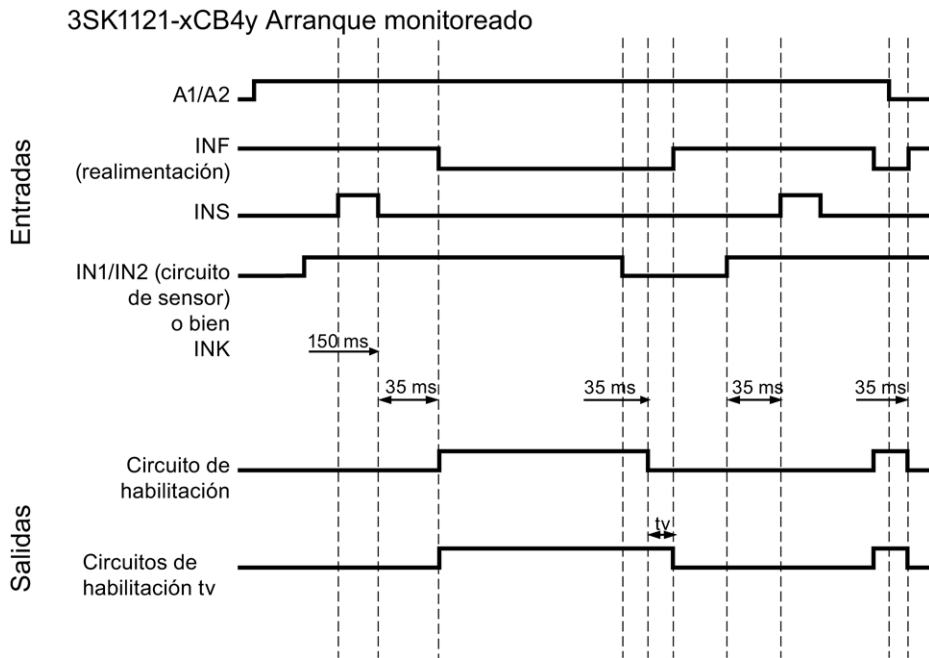 3SK1121-xCB4y Arranque monitoreado
Entradas
A1/A2
INF
(realimentación)
INS
IN1/IN2 (circuito
de sensor)
o bien
INK
150 ms
35 ms
35 ms
35 ms
35 ms
Salidas
Circuito de
habilitación
tv
Circuitos de
habilitación tv